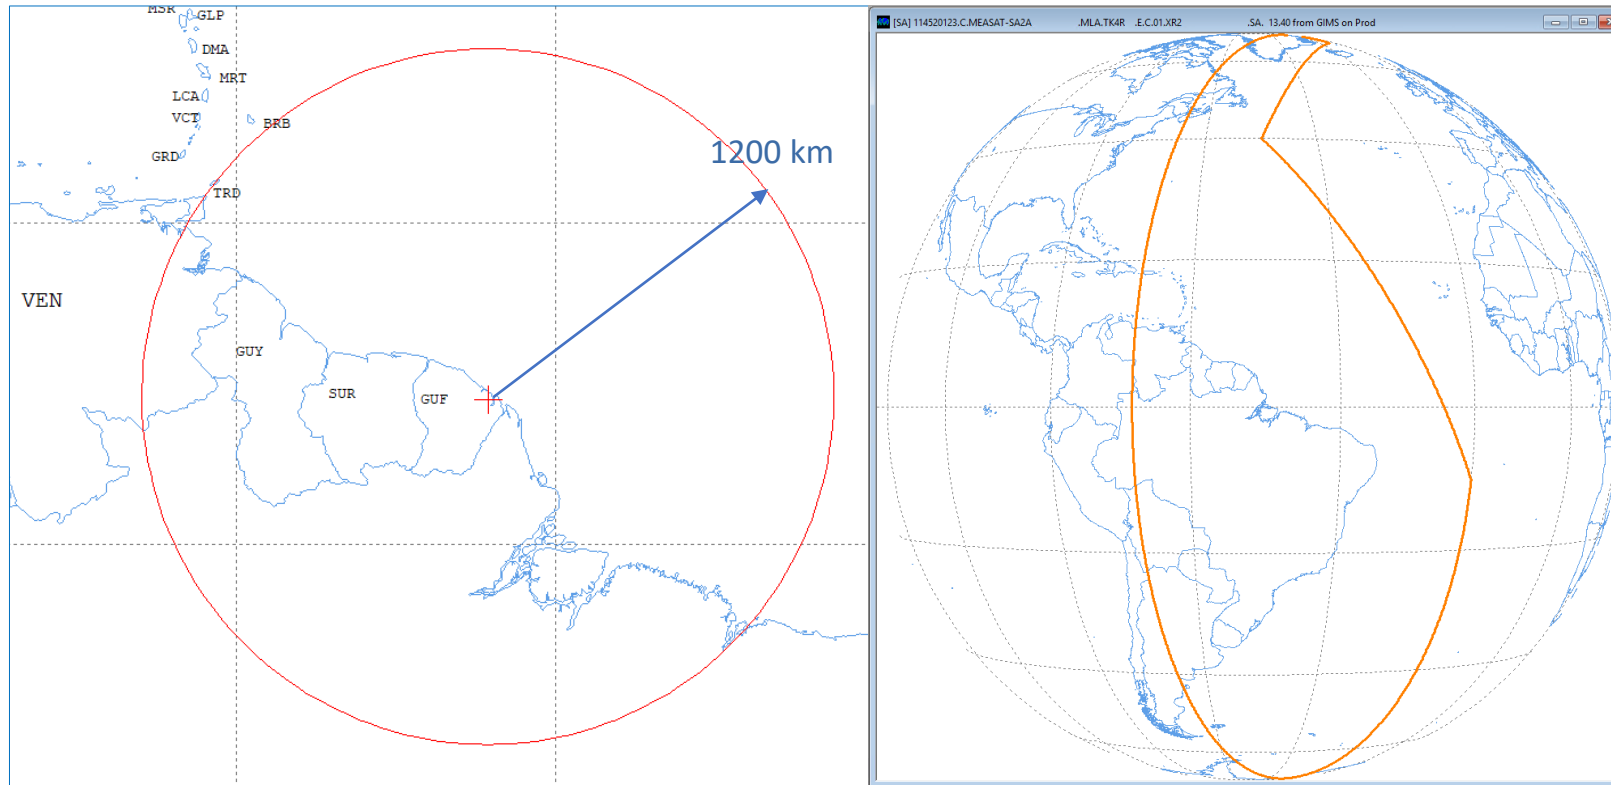 MSR
GLP
DMA
MRT
LCA
VCT
BRB
GRD
TRD
1200 km
VEN
GUY
SUR
GUF
[SA] 114520123.C.MEASAT-SA2A .MLA.TK4R .E.C.01.XR2 .SA. 13.40 from GIMS on Prod